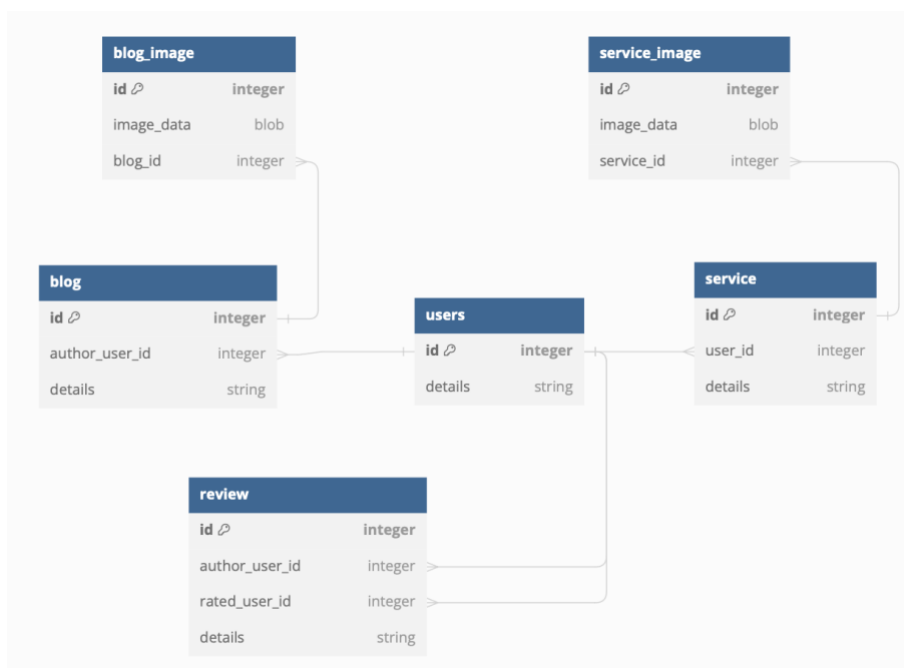 blog_image
id integer
image_data blob
blog_id integer
service_image
id integer
image_data blob
service_id integer
blog
id integer
author_user_id integer
details string
users
id integer
details string
service
id integer
user_id integer
details string
review
id integer
author_user_id integer
rated_user_id integer
details string